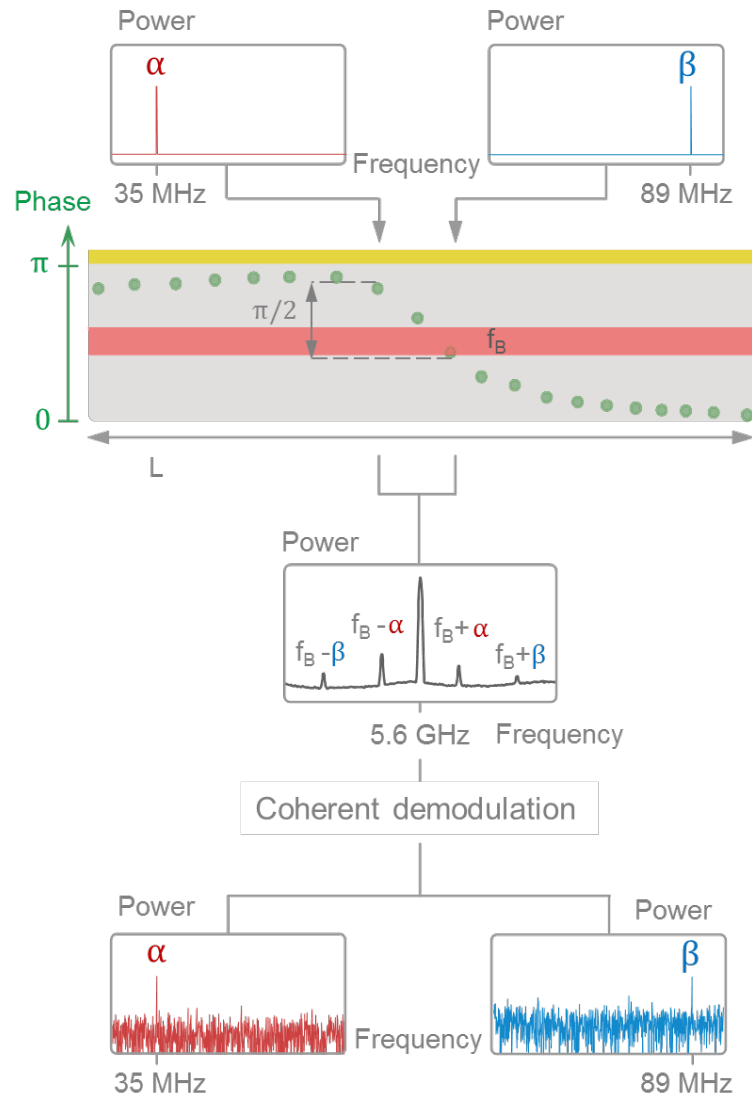 Power
Power
α
β
Frequency
35 MHz
89 MHz
Phase
π
π/2
f_B
0
L
Power
f_B-α
f_B+α
f_B-β
f_B+β
5.6 GHz
Frequency
Coherent demodulation
Power
Power
α
β
Frequency
35 MHz
89 MHz